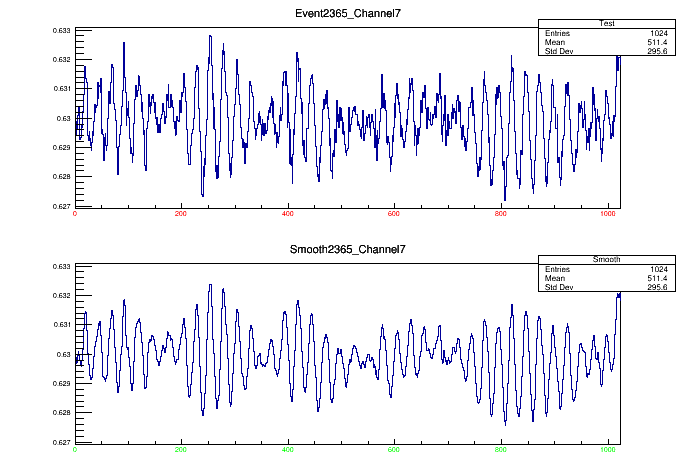 Event2365_Channel7
Test
Entries 1024
Mean 511.4
Std Dev 295.6
0.633
0.632
0.631
0.63
0.629
0.628
0.627
0 200 400 600 800 1000
Smooth2365_Channel7
Smooth
Entries 1024
Mean 511.4
Std Dev 295.6
0.633
0.632
0.631
0.63
0.629
0.628
0.627
0 200 400 600 800 1000